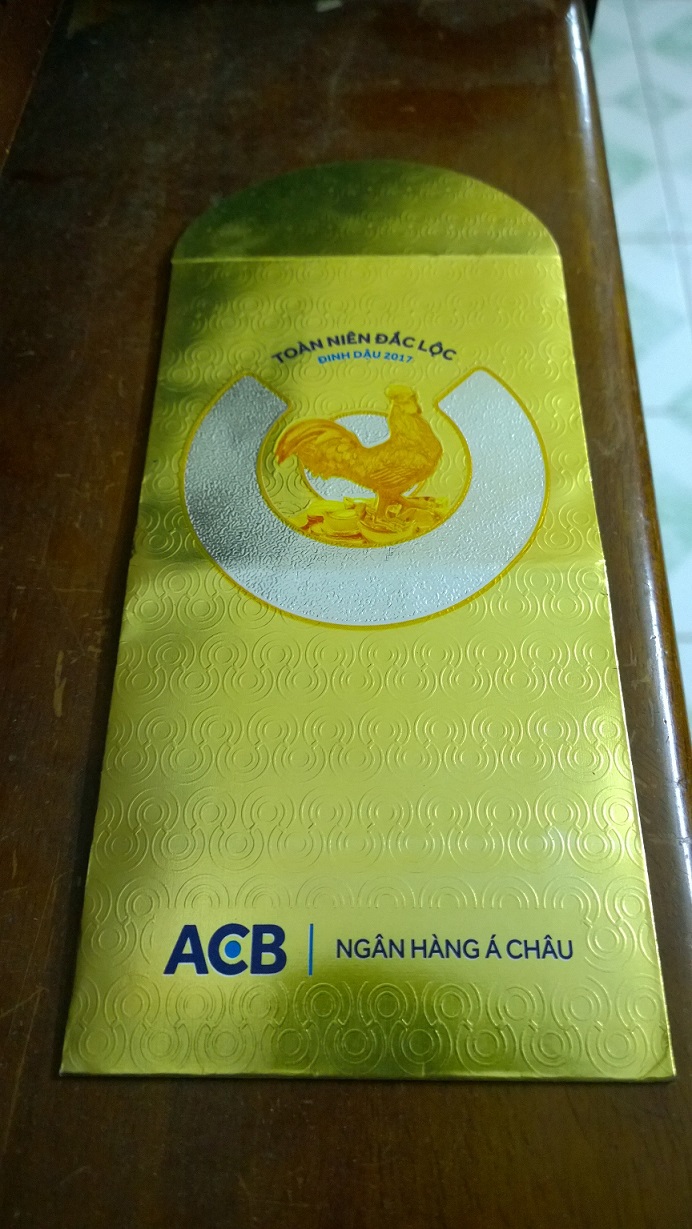 TOÀN NIÊN ĐẮC LỘC
ĐINH DẬU 2017
ACB | NGÂN HÀNG Á CHÂU